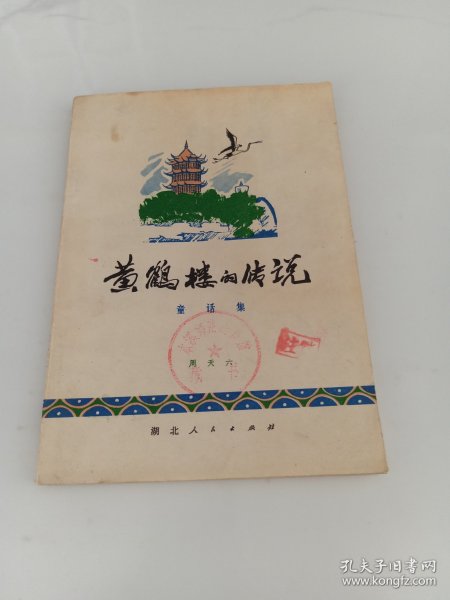 黄鹤楼的传说
童话集
周天六
湖北人民出版社
孔夫子旧书网
www.kongfz.com